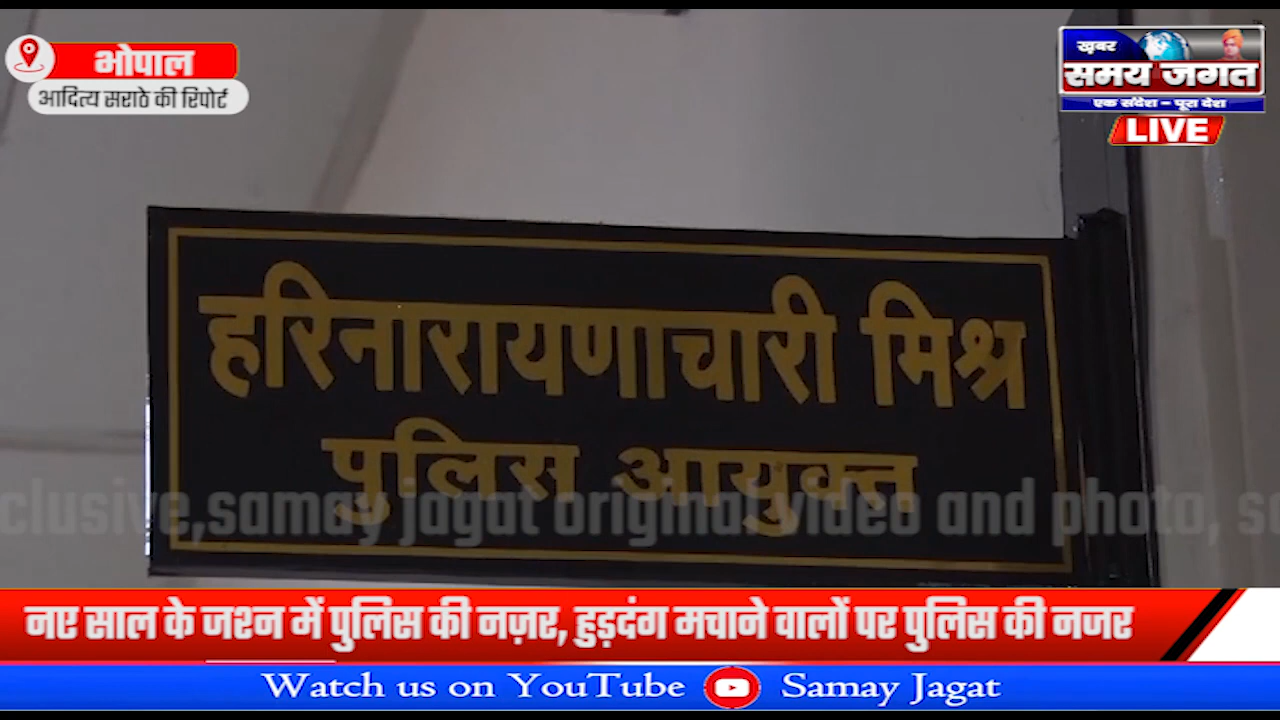 भोपाल
आदित्य सराठे की रिपोर्ट
ख़बर
समय जगत
एक संदेश - पूरा देश
LIVE
हरिनारायणाचारी मिश्र
पुलिस आयुक्त
clusive,samay jagat original video and photo, s
नए साल के जश्न में पुलिस की नज़र, हुड़दंग मचाने वालों पर पुलिस की नजर
Watch us on YouTube Samay Jagat